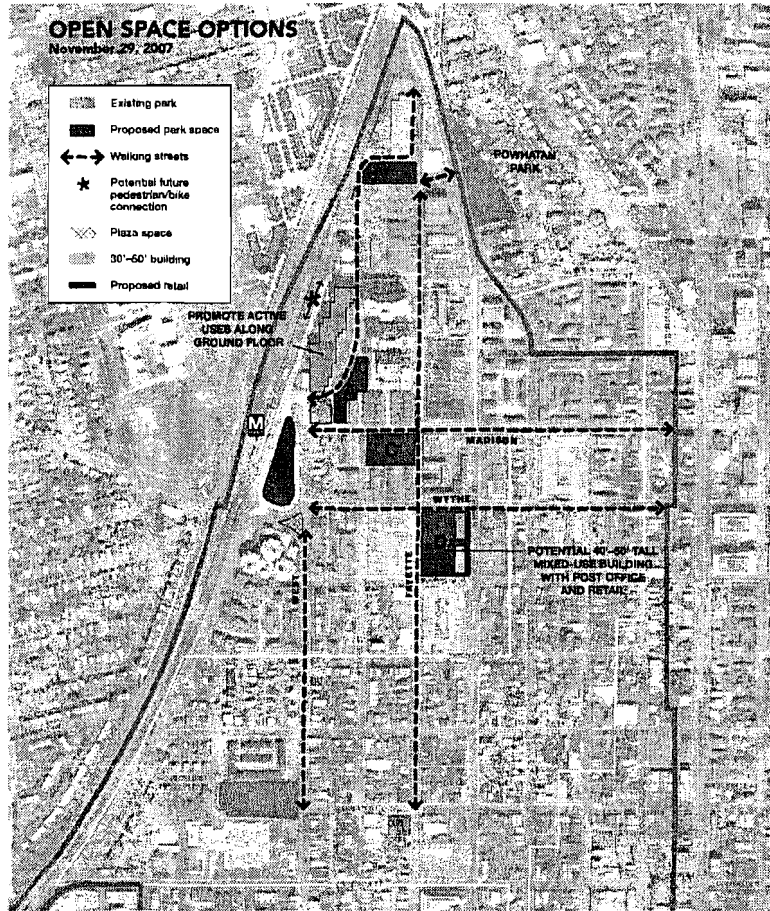 OPEN SPACE OPTIONS
November 29, 2007
Existing park
Proposed park space
Walking streets
Potential future
pedestrian/bike
connection
Plaza space
30'-50' building
Proposed retail
POWHATAN
PARK
PROMOTE ACTIVE
USES ALONG
GROUND FLOOR
M
MADISON
WYTHE
WEST
FAYETTE
POTENTIAL 40'-50' TALL
MIXED-USE BUILDING
WITH POST OFFICE
AND RETAIL